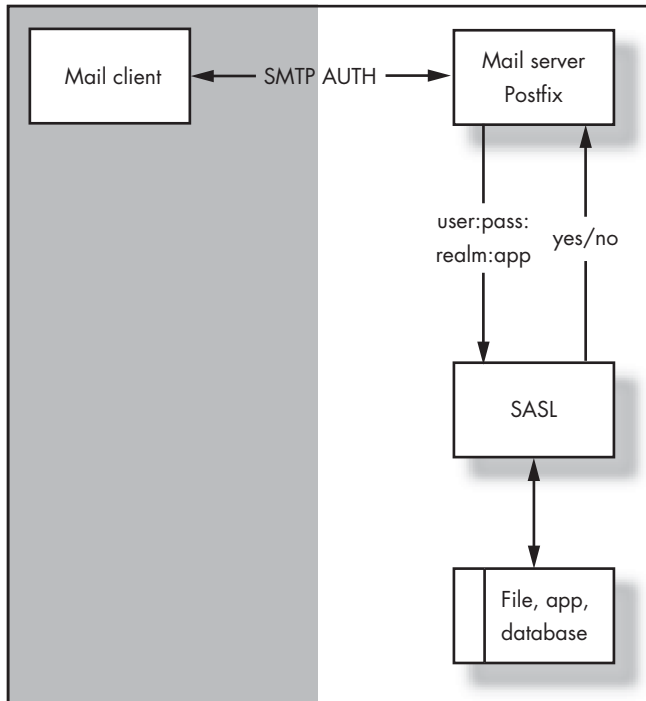 Mail client
SMTP AUTH
Mail server
Postfix
user:pass:
realm:app
yes/no
SASL
File, app,
database